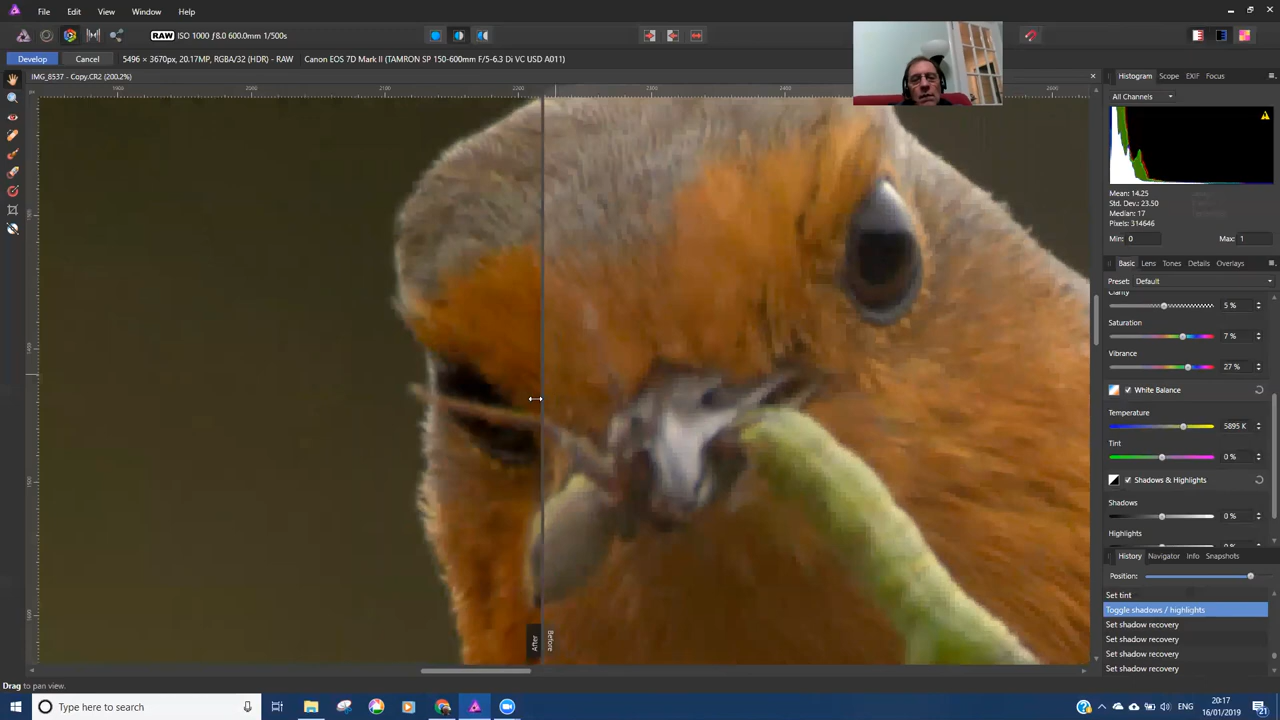 File Edit View Window Help
RAW ISO 1000 ƒ8.0 600.0mm 1/500s
Develop Cancel 5496 × 3670px, 20.17MP, RGBA/32 (HDR) - RAW Canon EOS 7D Mark II (TAMRON SP 150-600mm F/5-6.3 Di VC USD A011)
IMG_8537 - Copy.CR2 (200.2%)
Histogram Scope EXIF Focus
All Channels
Mean: 14.25
Std. Dev.: 23.50
Median: 17
Pixels: 314646
Min: 0 Max: 1
Basic Lens Tones Details Overlays
Preset: Default
Clarity
5 %
Saturation
7 %
Vibrance
27 %
White Balance
Temperature
5895 K
Tint
0 %
Shadows & Highlights
Shadows
0 %
Highlights
0 %
History Navigator Info Snapshots
Position:
Set tint
Toggle shadows / highlights
Set shadow recovery
Set shadow recovery
Set shadow recovery
Set shadow recovery
After
Before
Drag to pan view.
Type here to search
20:17
16/01/2019
21